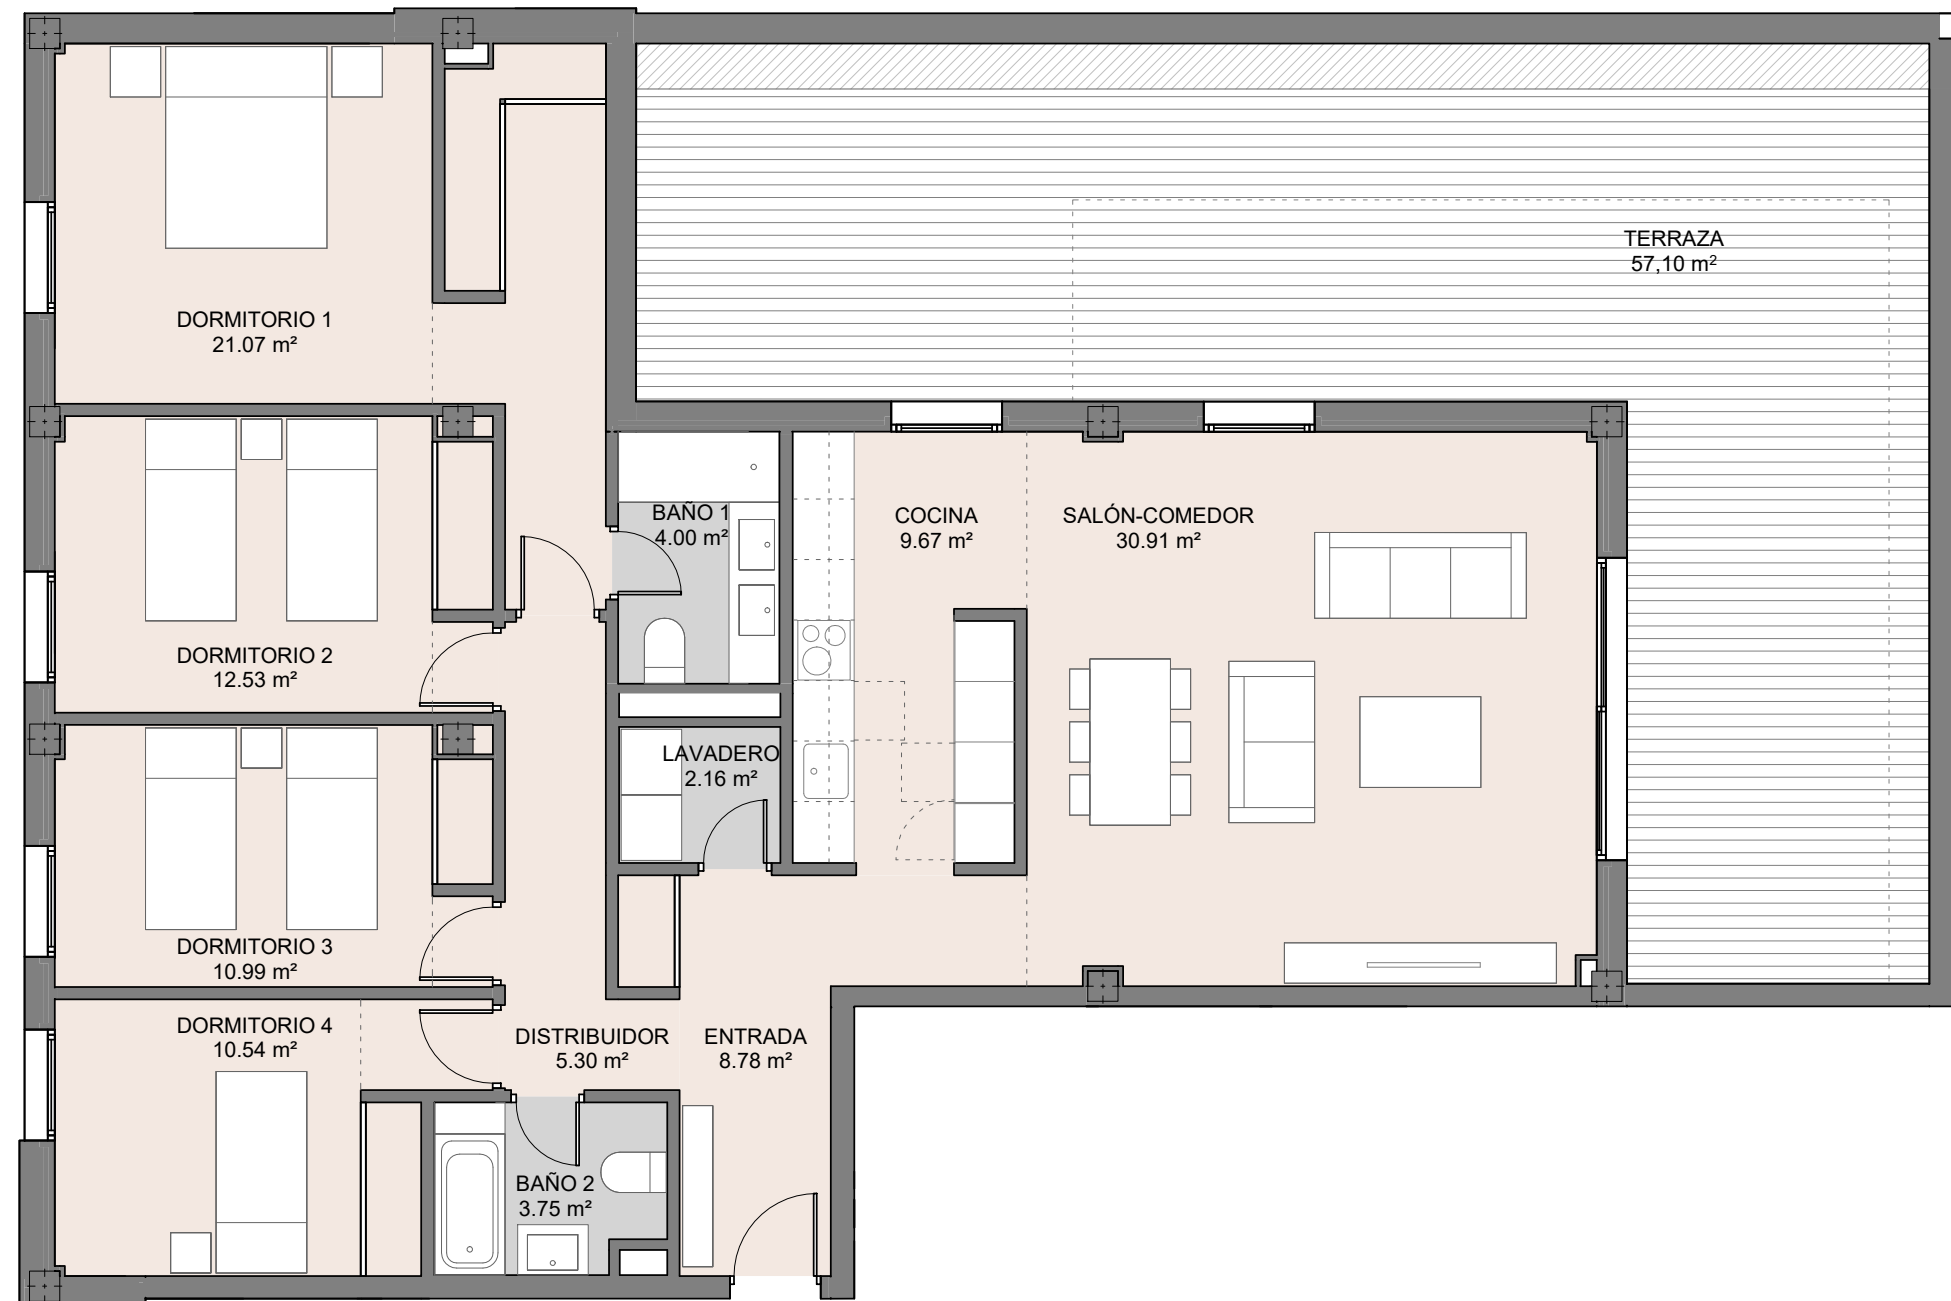 TERRAZA
57,10 m²
DORMITORIO 1
21.07 m²
BAÑO 1
4.00 m²
COCINA
9.67 m²
SALÓN-COMEDOR
30.91 m²
DORMITORIO 2
12.53 m²
LAVADERO
2.16 m²
DORMITORIO 3
10.99 m²
DORMITORIO 4
10.54 m²
DISTRIBUIDOR
5.30 m²
ENTRADA
8.78 m²
BAÑO 2
3.75 m²